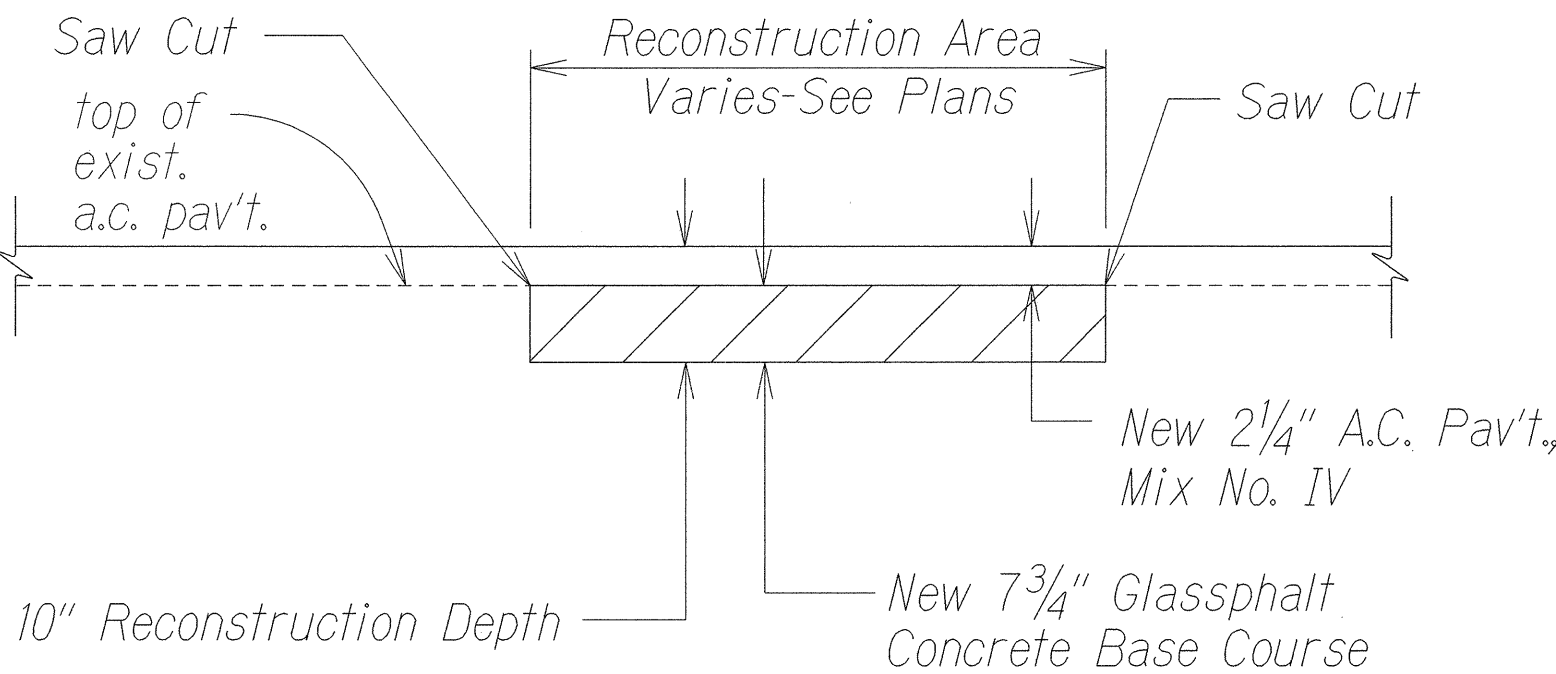 Saw Cut
Reconstruction Area
Varies-See Plans
Saw Cut
top of
exist.
a.c. pav't.
New 2¼" A.C. Pav't.,
Mix No. IV
New 7¾" Glassphalt
Concrete Base Course
10" Reconstruction Depth